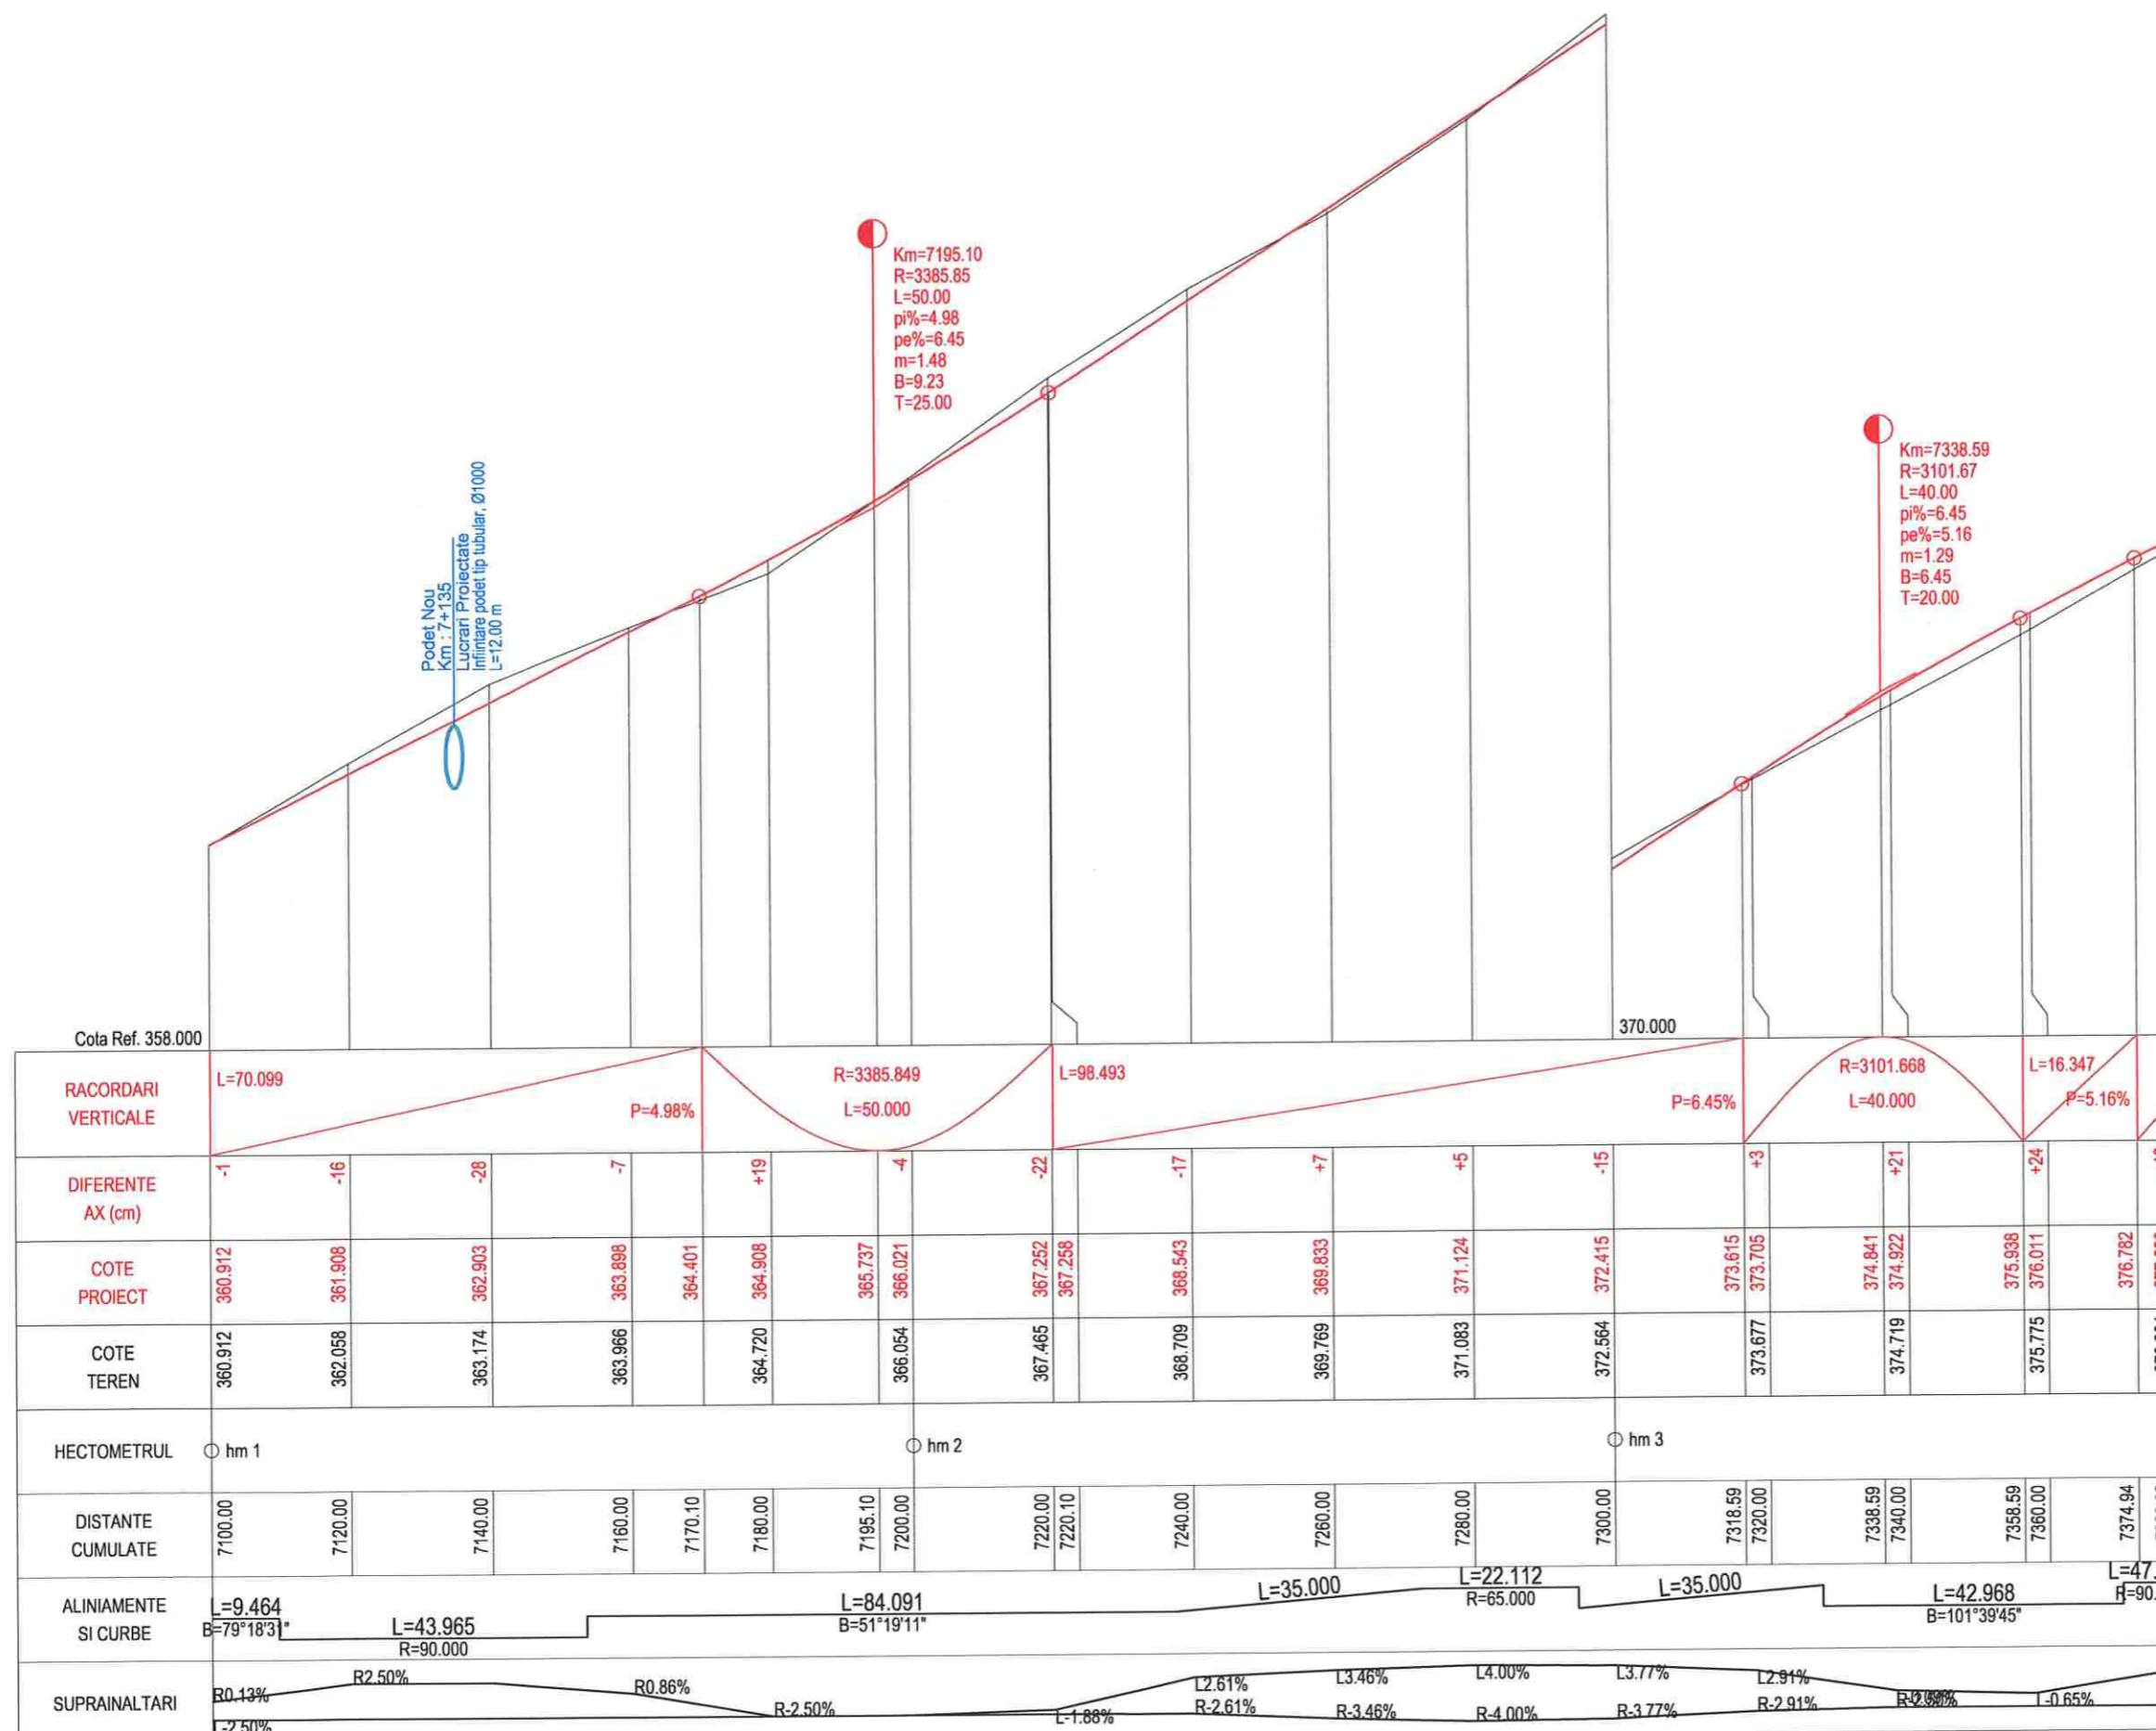 Km=7195.10
R=3385.85
L=50.00
pi%=4.98
pe%=6.45
m=1.48
B=9.23
T=25.00
Km=7338.59
R=3101.67
L=40.00
pi%=6.45
pe%=5.16
m=1.29
B=6.45
T=20.00
Podet Nou
Km : 7+135
Lucrari Proiectate
Infiintare podet tip tubular, Ø1000
L=12.00 m
Cota Ref. 358.000
370.000
RACORDARI
VERTICALE
L=70.099
P=4.98%
R=3385.849
L=50.000
L=98.493
P=6.45%
R=3101.668
L=40.000
L=16.347
P=5.16%
DIFERENTE
AX (cm)
-1
-16
-28
-7
+19
-4
-22
-17
+7
+5
-15
+3
+21
+24
COTE
PROIECT
360.912
361.908
362.903
363.898
364.401
364.908
365.737
366.021
367.252
367.258
368.543
369.833
371.124
372.415
373.615
373.705
374.841
374.922
375.938
376.011
376.782
COTE
TEREN
360.912
362.058
363.174
363.966
364.720
366.054
367.465
368.709
369.769
371.083
372.564
373.677
374.719
375.775
HECTOMETRUL
hm 1
hm 2
hm 3
DISTANTE
CUMULATE
7100.00
7120.00
7140.00
7160.00
7170.10
7180.00
7195.10
7200.00
7220.00
7220.10
7240.00
7260.00
7280.00
7300.00
7318.59
7320.00
7338.59
7340.00
7358.59
7360.00
7374.94
ALINIAMENTE
SI CURBE
L=9.464
B=79°18'31"
L=43.965
R=90.000
L=84.091
B=51°19'11"
L=35.000
L=22.112
R=65.000
L=35.000
L=42.968
B=101°39'45"
L=47.
R=90.
SUPRAINALTARI
R0.13%
L-2.50%
R2.50%
R0.86%
R-2.50%
L-1.88%
L2.61%
R-2.61%
L3.46%
R-3.46%
L4.00%
R-4.00%
L3.77%
R-3.77%
L2.91%
R-2.91%
L-0.65%